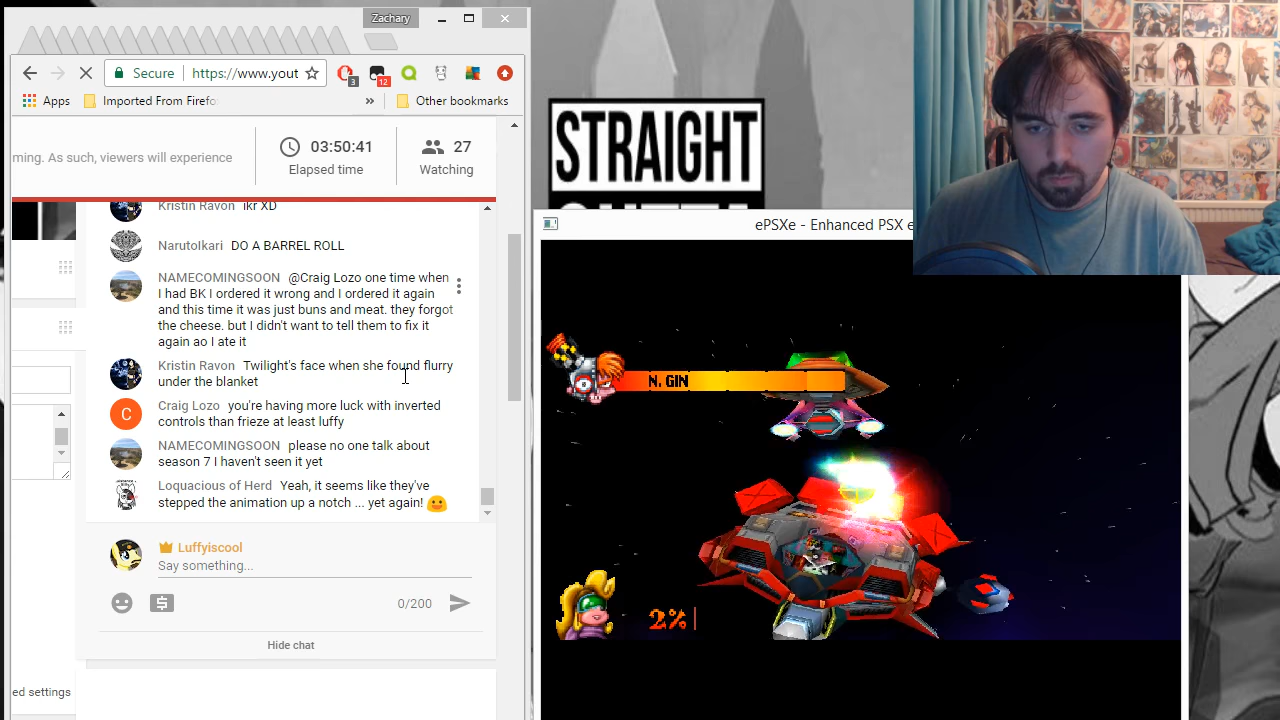 Zachary
Secure
https://www.yout
3
12
Apps
Imported From Firefo
»
Other bookmarks
ming. As such, viewers will experience
03:50:41
Elapsed time
27
Watching
Kristin Ravon ikr XD
NarutoIkari DO A BARREL ROLL
NAMECOMINGSOON @Craig Lozo one time when
I had BK I ordered it wrong and I ordered it again
and this time it was just buns and meat. they forgot
the cheese. but I didn't want to tell them to fix it
again ao I ate it
Kristin Ravon Twilight's face when she found flurry
under the blanket
C
Craig Lozo you're having more luck with inverted
controls than frieze at least luffy
NAMECOMINGSOON please no one talk about
season 7 I haven't seen it yet
Loquacious of Herd Yeah, it seems like they've
stepped the animation up a notch ... yet again!
Luffyiscool
Say something...
0/200
Hide chat
ed settings
STRAIGHT
ePSXe - Enhanced PSX e
N. GIN
2%